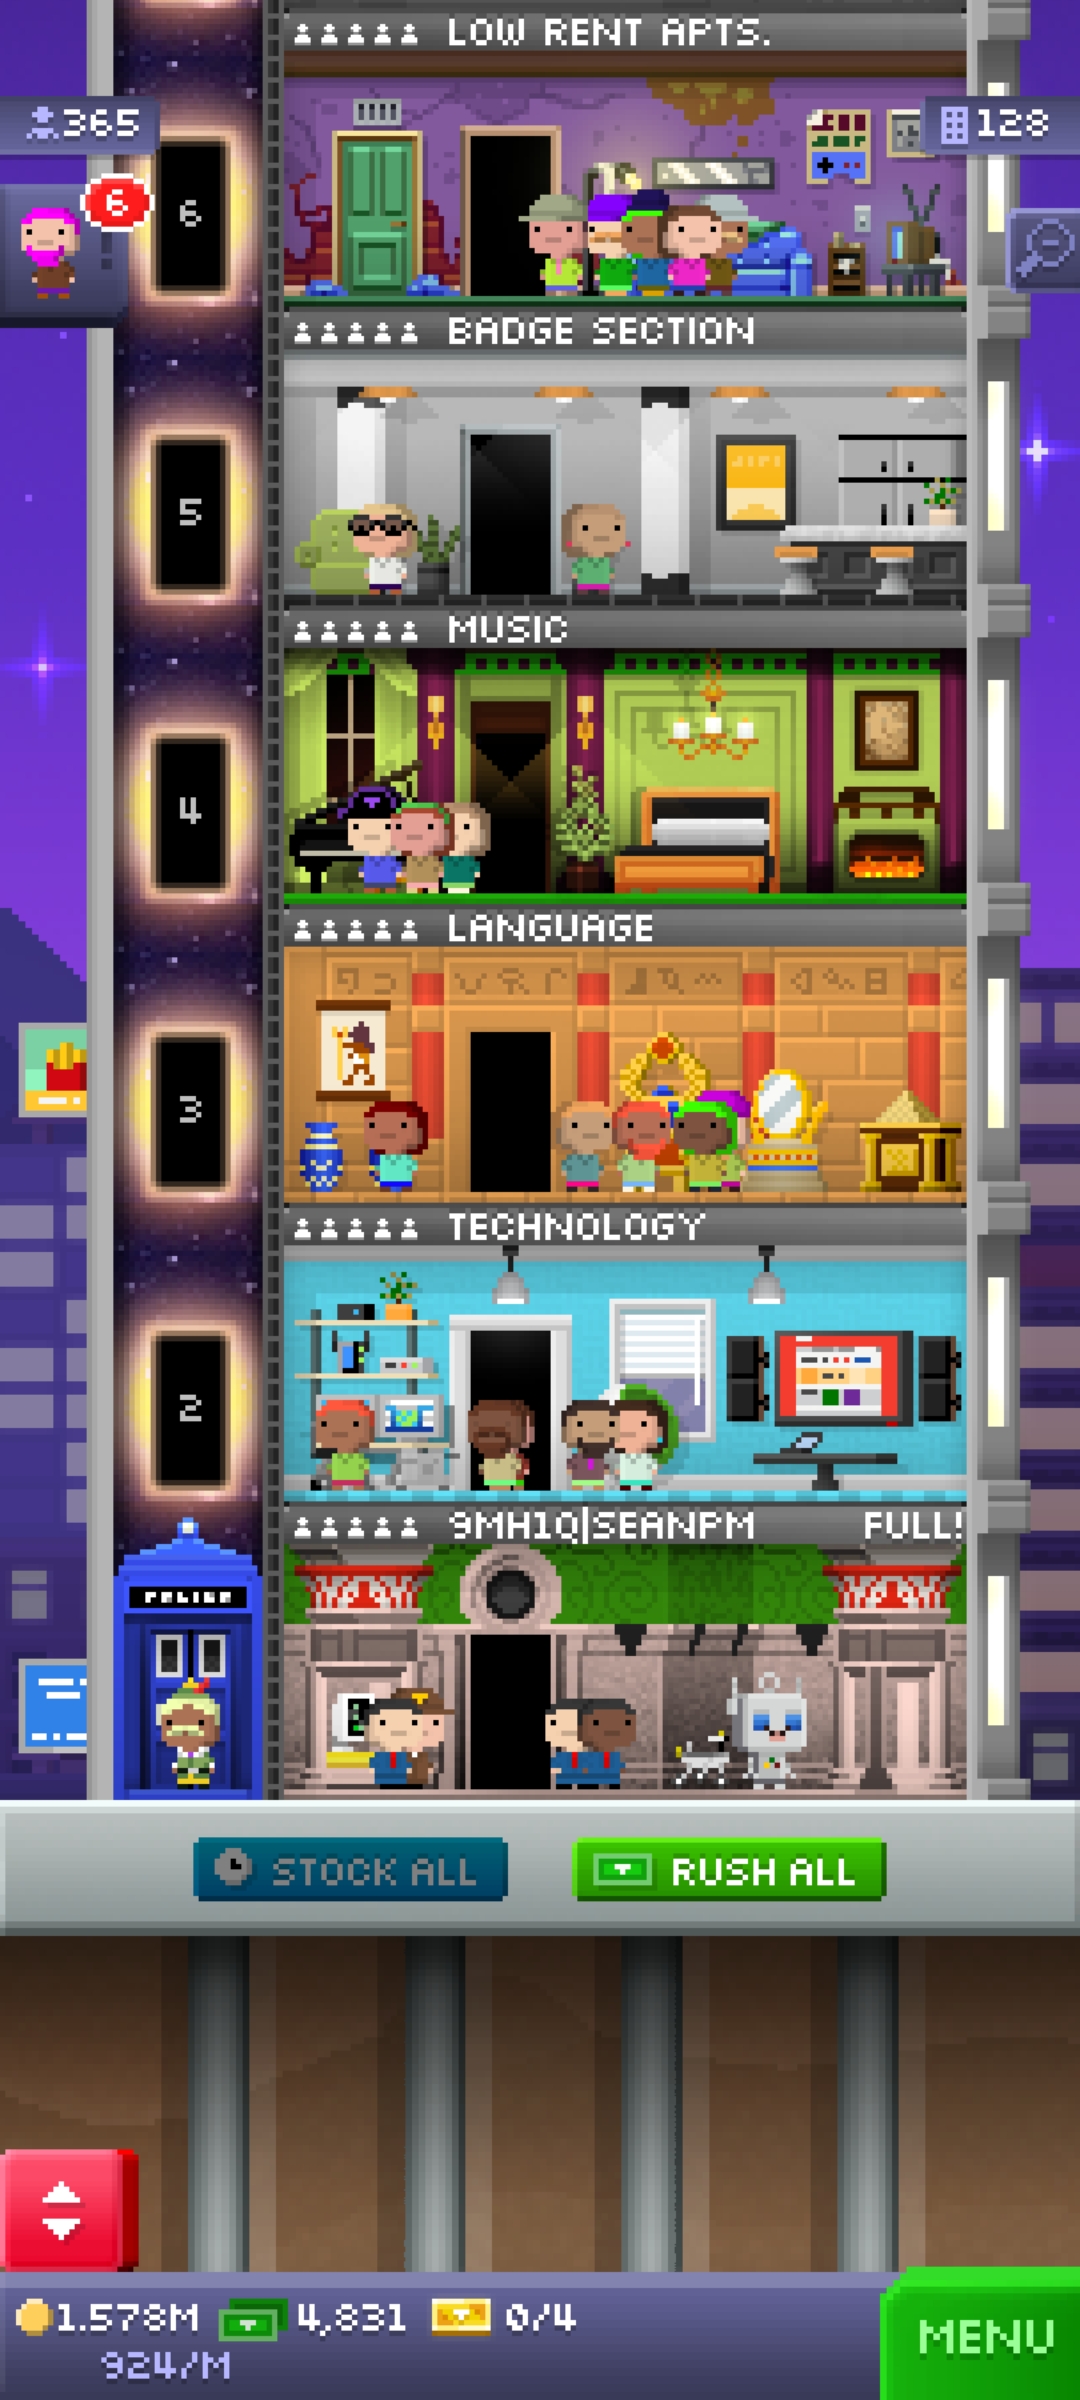 LOW RENT APTS.
365
128
6
6
BADGE SECTION
5
MUSIC
4
LANGUAGE
3
TECHNOLOGY
2
9MH1Q|SEANPM FULL!
POLICE
STOCK ALL
RUSH ALL
1.578M 4,831 0/4
924/M
MENU